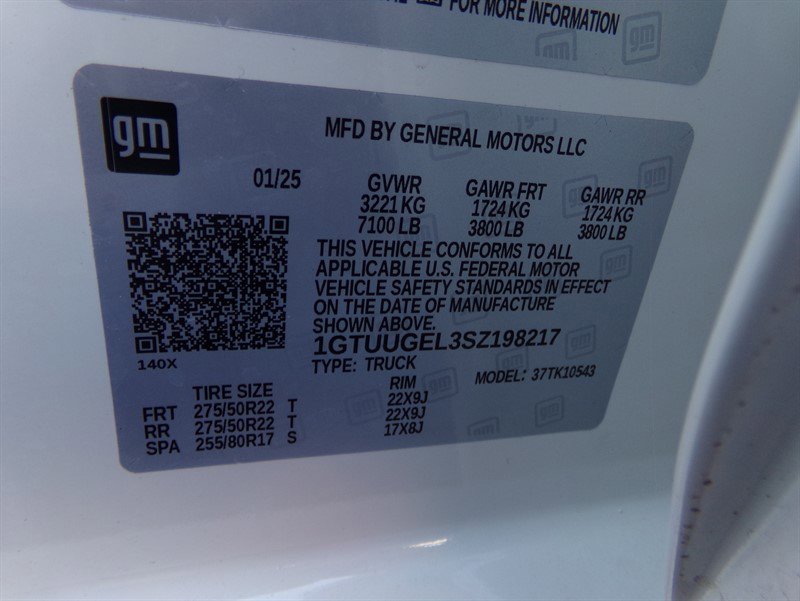 FOR MORE INFORMATION
gm
MFD BY GENERAL MOTORS LLC
01/25
GVWR GAWR FRT GAWR RR
3221 KG 1724 KG 1724 KG
7100 LB 3800 LB 3800 LB
THIS VEHICLE CONFORMS TO ALL
APPLICABLE U.S. FEDERAL MOTOR
VEHICLE SAFETY STANDARDS IN EFFECT
ON THE DATE OF MANUFACTURE
SHOWN ABOVE.
1GTUUGEL3SZ198217
140X
TYPE: TRUCK MODEL: 37TK10543
TIRE SIZE RIM
FRT 275/50R22 T 22X9J
RR 275/50R22 T 22X9J
SPA 255/80R17 S 17X8J